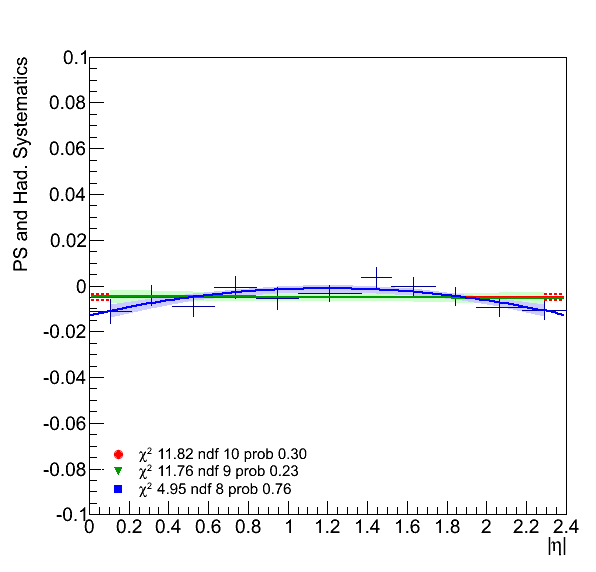 PS and Had. Systematics
0.1
0.08
0.06
0.04
0.02
0
-0.02
-0.04
-0.06
-0.08
-0.1
χ² 11.82 ndf 10 prob 0.30
χ² 11.76 ndf 9 prob 0.23
χ² 4.95 ndf 8 prob 0.76
0 0.2 0.4 0.6 0.8 1 1.2 1.4 1.6 1.8 2 2.2 2.4
|η|